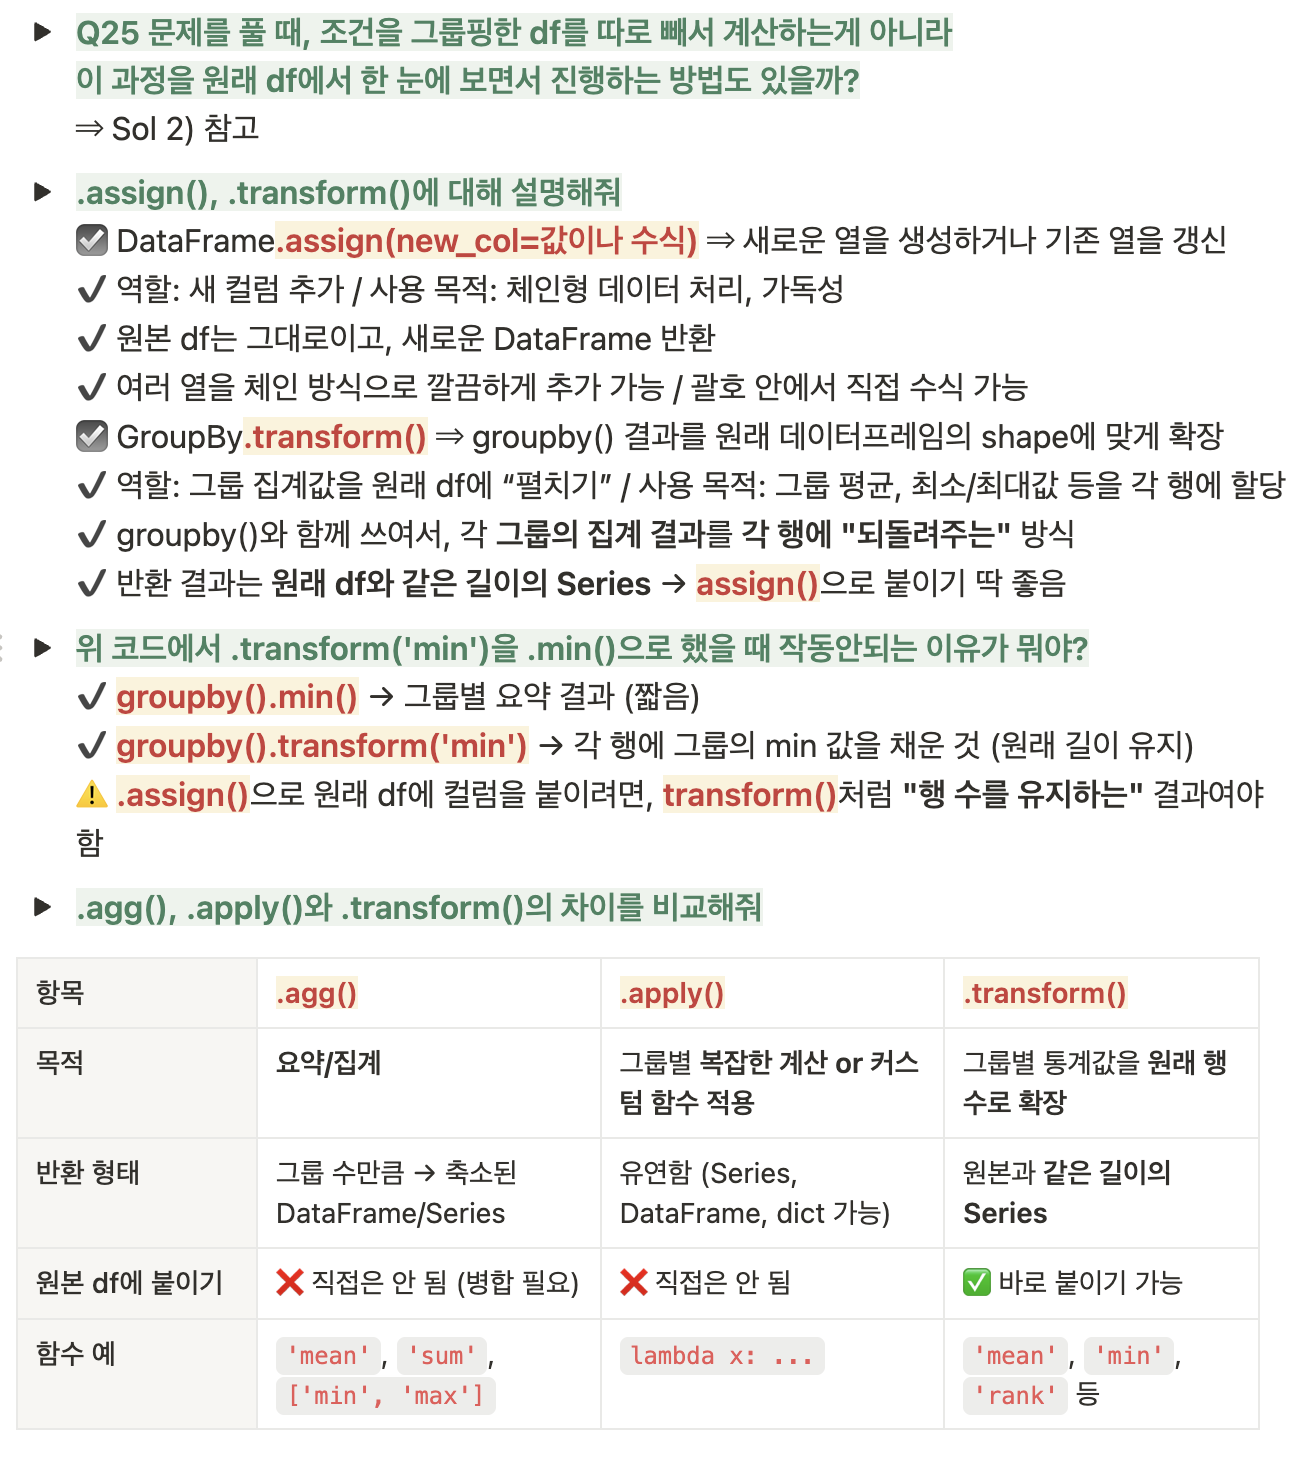 ▶ Q25 문제를 풀 때, 조건을 그룹핑한 df를 따로 빼서 계산하는게 아니라
이 과정을 원래 df에서 한 눈에 보면서 진행하는 방법도 있을까?
⇒ Sol 2) 참고
▶ .assign(), .transform()에 대해 설명해줘
☑ DataFrame.assign(new_col=값이나 수식) ⇒ 새로운 열을 생성하거나 기존 열을 갱신
✔ 역할: 새 컬럼 추가 / 사용 목적: 체인형 데이터 처리, 가독성
✔ 원본 df는 그대로이고, 새로운 DataFrame 반환
✔ 여러 열을 체인 방식으로 깔끔하게 추가 가능 / 괄호 안에서 직접 수식 가능
☑ GroupBy.transform() ⇒ groupby() 결과를 원래 데이터프레임의 shape에 맞게 확장
✔ 역할: 그룹 집계값을 원래 df에 “펼치기” / 사용 목적: 그룹 평균, 최소/최대값 등을 각 행에 할당
✔ groupby()와 함께 쓰여서, 각 그룹의 집계 결과를 각 행에 "되돌려주는" 방식
✔ 반환 결과는 원래 df와 같은 길이의 Series → assign()으로 붙이기 딱 좋음
▶ 위 코드에서 .transform('min')을 .min()으로 했을 때 작동안되는 이유가 뭐야?
✔ groupby().min() → 그룹별 요약 결과 (짧음)
✔ groupby().transform('min') → 각 행에 그룹의 min 값을 채운 것 (원래 길이 유지)
⚠ .assign()으로 원래 df에 컬럼을 붙이려면, transform()처럼 "행 수를 유지하는" 결과여야
함
▶ .agg(), .apply()와 .transform()의 차이를 비교해줘
항목 .agg() .apply() .transform()
목적 요약/집계 그룹별 복잡한 계산 or 커스
텀 함수 적용 그룹별 통계값을 원래 행
수로 확장
반환 형태 그룹 수만큼 → 축소된
DataFrame/Series 유연함 (Series,
DataFrame, dict 가능) 원본과 같은 길이의
Series
원본 df에 붙이기 ❌ 직접은 안 됨 (병합 필요) ❌ 직접은 안 됨 ✅ 바로 붙이기 가능
함수 예 'mean', 'sum',
['min', 'max'] lambda x: ... 'mean', 'min',
'rank' 등